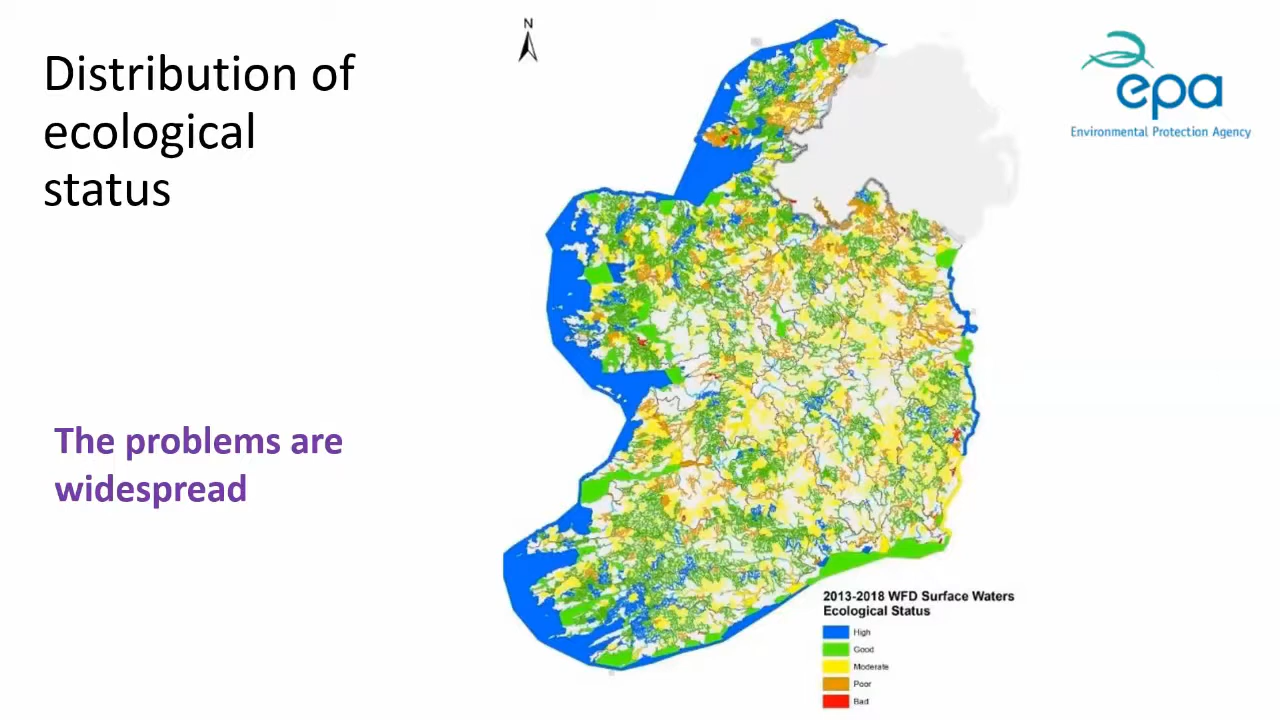 Distribution of
ecological
status
The problems are
widespread
N
epa
Environmental Protection Agency
2013-2018 WFD Surface Waters
Ecological Status
High
Good
Moderate
Poor
Bad